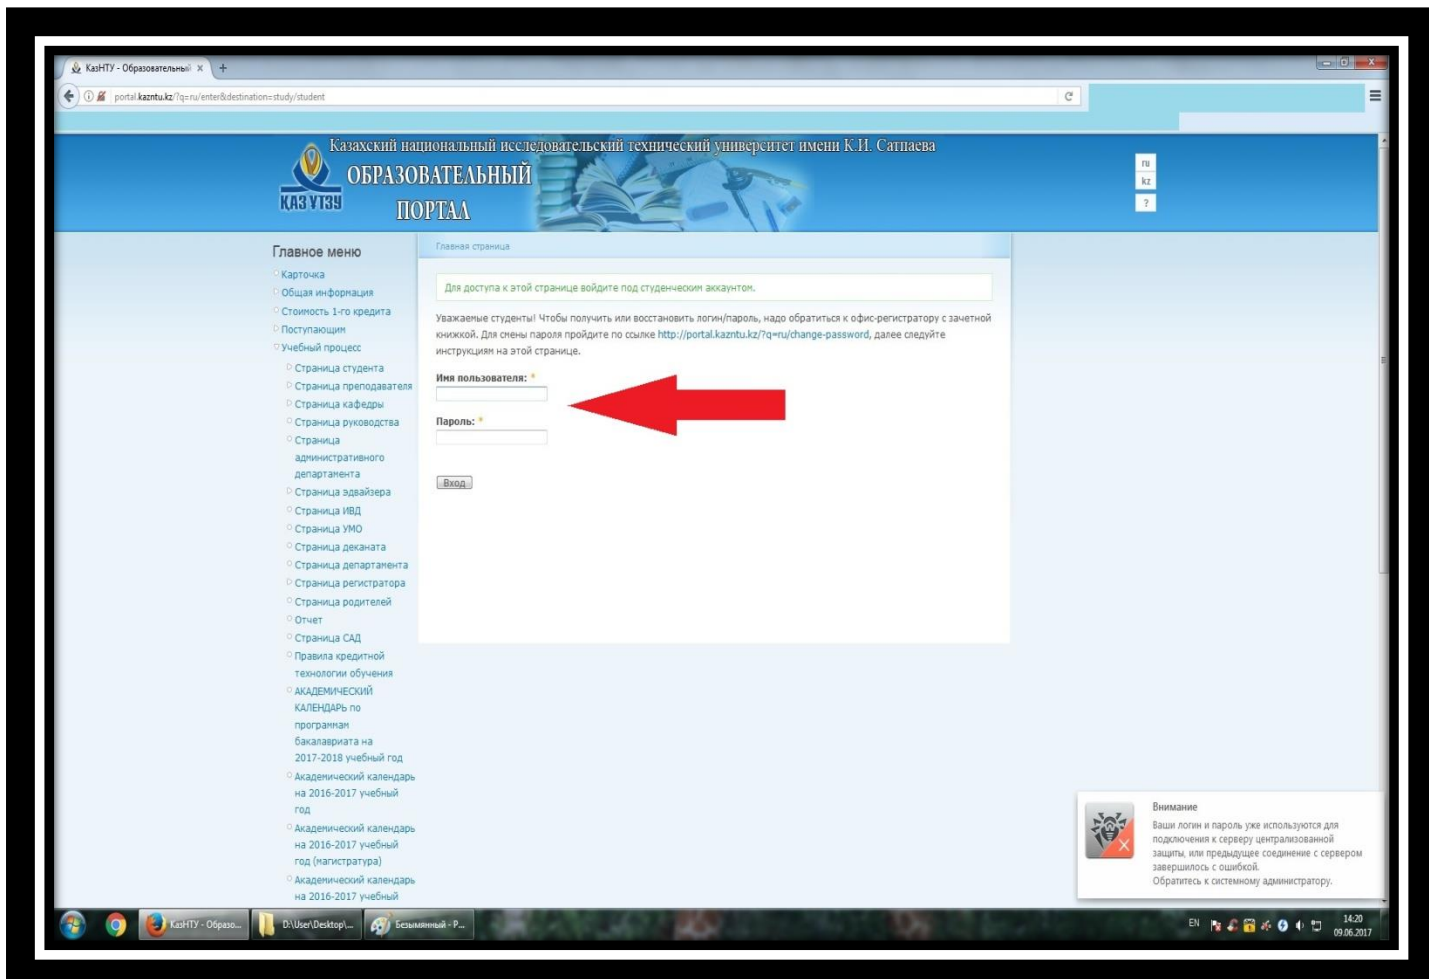 КазНТУ - Образовательный
portal.kazntu.kz/?q=ru/enter&destination=study/student
Казахский национальный исследовательский технический университет имени К.И. Сатпаева
ОБРАЗОВАТЕЛЬНЫЙ
ПОРТАЛ
ҚАЗҰТЗУ
ru
kz
?
Главное меню
Карточка
Общая информация
Стоимость 1-го кредита
Поступающим
Учебный процесс
Страница студента
Страница преподавателя
Страница кафедры
Страница руководства
Страница
административного
департамента
Страница эдвайзера
Страница ИВД
Страница УМО
Страница деканата
Страница департамента
Страница регистратора
Страница родителей
Отчет
Страница САД
Правила кредитной
технологии обучения
АКАДЕМИЧЕСКИЙ
КАЛЕНДАРЬ по
программам
бакалавриата на
2017-2018 учебный год
Академический календарь
на 2016-2017 учебный
год
Академический календарь
на 2016-2017 учебный
год (магистратура)
Академический календарь
на 2016-2017 учебный
Главная страница
Для доступа к этой странице войдите под студенческим аккаунтом.
Уважаемые студенты! Чтобы получить или восстановить логин/пароль, надо обратиться к офис-регистратору с зачетной
книжкой. Для смены пароля пройдите по ссылке http://portal.kazntu.kz/?q=ru/change-password, далее следуйте
инструкциям на этой странице.
Имя пользователя: *
Пароль: *
Вход
Внимание
Ваши логин и пароль уже используются для
подключения к серверу централизованной
защиты, или предыдущее соединение с сервером
завершилось с ошибкой.
Обратитесь к системному администратору.
КазНТУ - Образо...
D:\User\Desktop\...
Безымянный - P...
EN
14:20
09.06.2017